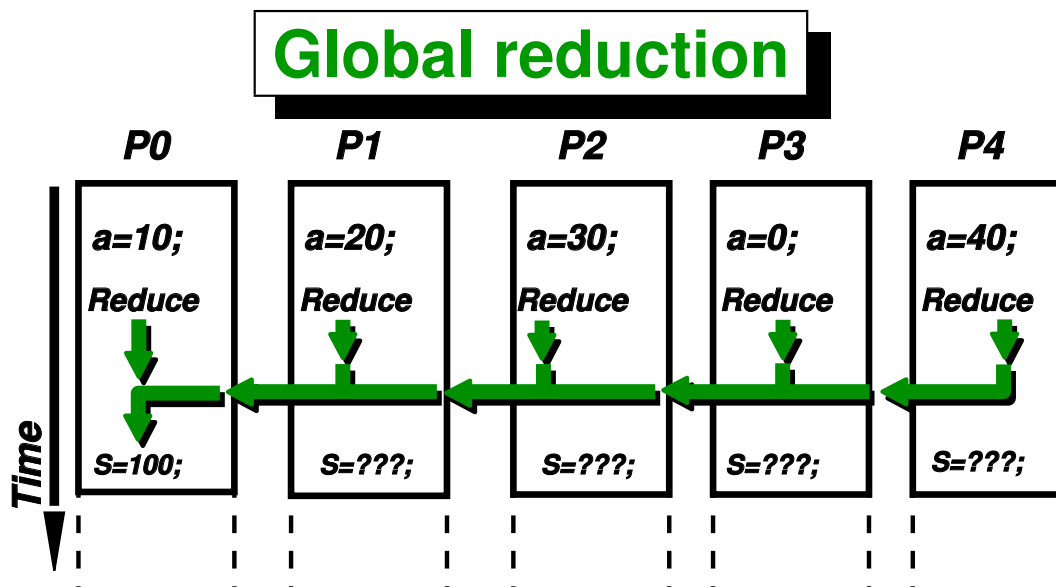 Global reduction
P0 P1 P2 P3 P4
a=10; a=20; a=30; a=0; a=40;
Reduce Reduce Reduce Reduce Reduce
S=100; S=???; S=???; S=???; S=???;
Time